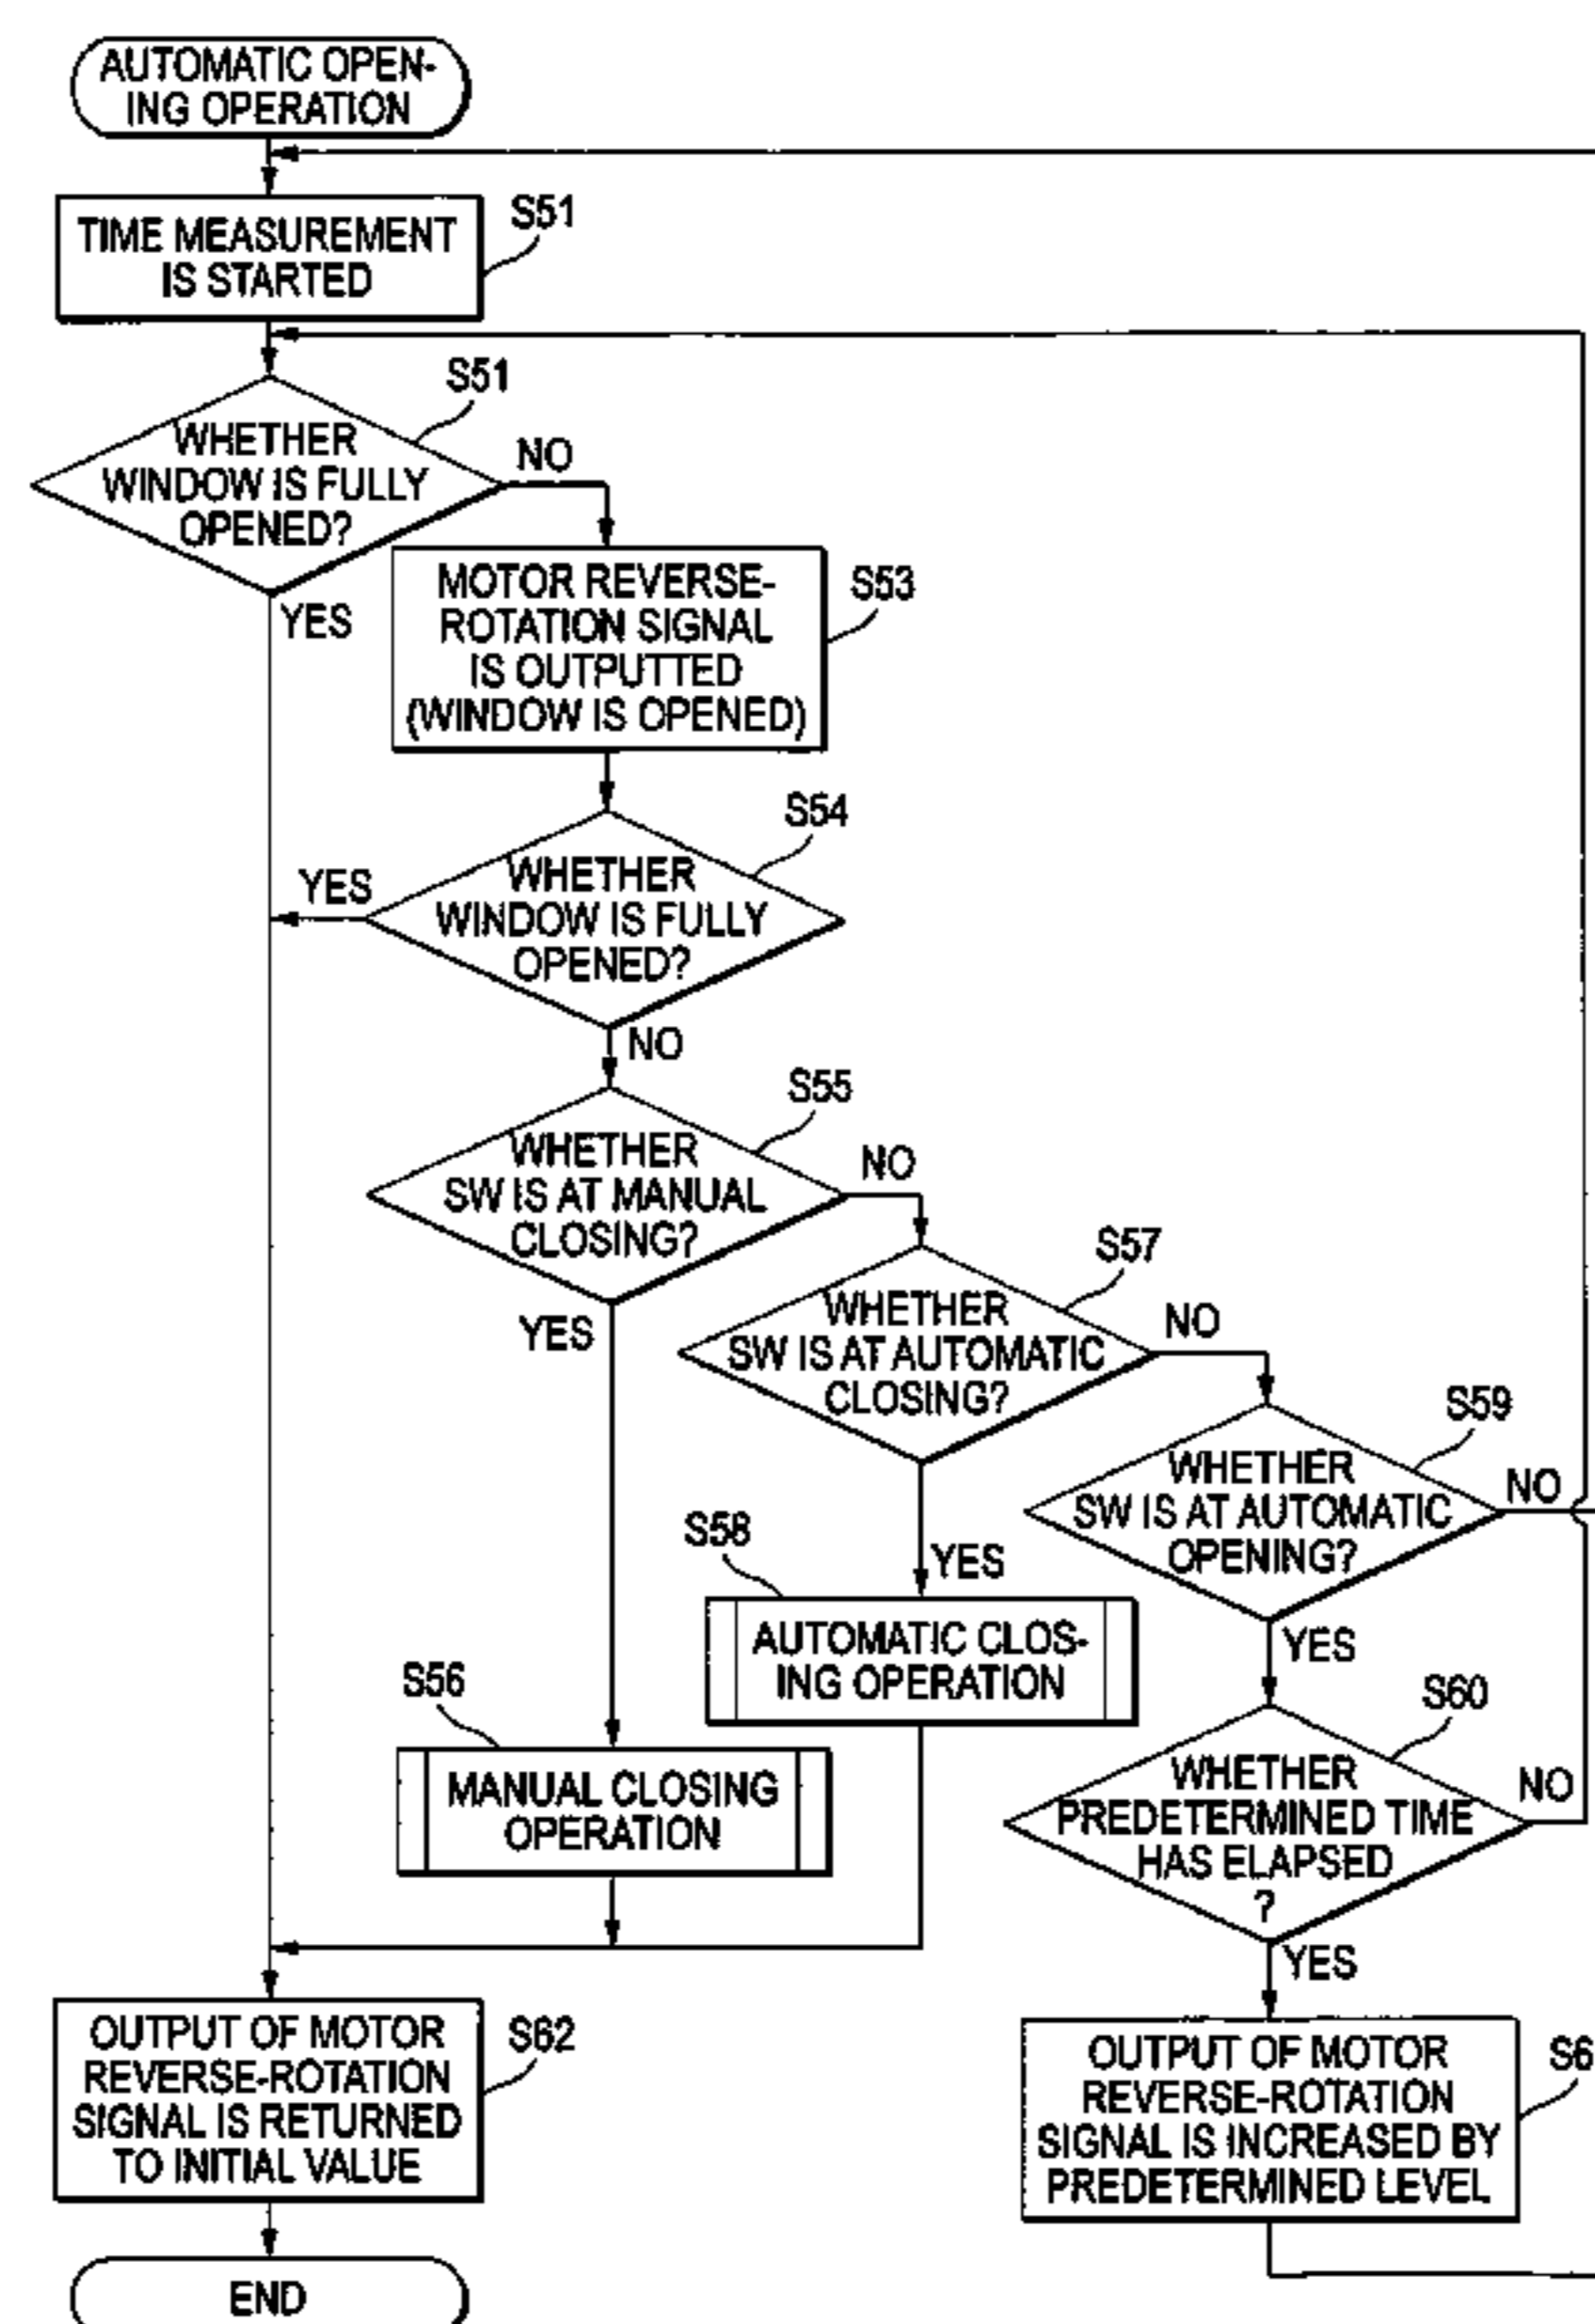 AUTOMATIC OPEN-
ING OPERATION
TIME MEASUREMENT
IS STARTED
S51
WHETHER
WINDOW IS FULLY
OPENED?
S51
NO
YES
MOTOR REVERSE-
ROTATION SIGNAL
IS OUTPUTTED
(WINDOW IS OPENED)
S53
WHETHER
WINDOW IS FULLY
OPENED?
S54
YES
NO
WHETHER
SW IS AT MANUAL
CLOSING?
S55
NO
YES
WHETHER
SW IS AT AUTOMATIC
CLOSING?
S57
NO
YES
WHETHER
SW IS AT AUTOMATIC
OPENING?
S59
NO
YES
S58
AUTOMATIC CLOS-
ING OPERATION
S56
MANUAL CLOSING
OPERATION
S60
WHETHER
PREDETERMINED TIME
HAS ELAPSED
?
NO
YES
OUTPUT OF MOTOR
REVERSE-ROTATION
SIGNAL IS RETURNED
TO INITIAL VALUE
S62
OUTPUT OF MOTOR
REVERSE-ROTATION
SIGNAL IS INCREASED BY
PREDETERMINED LEVEL
S6
END